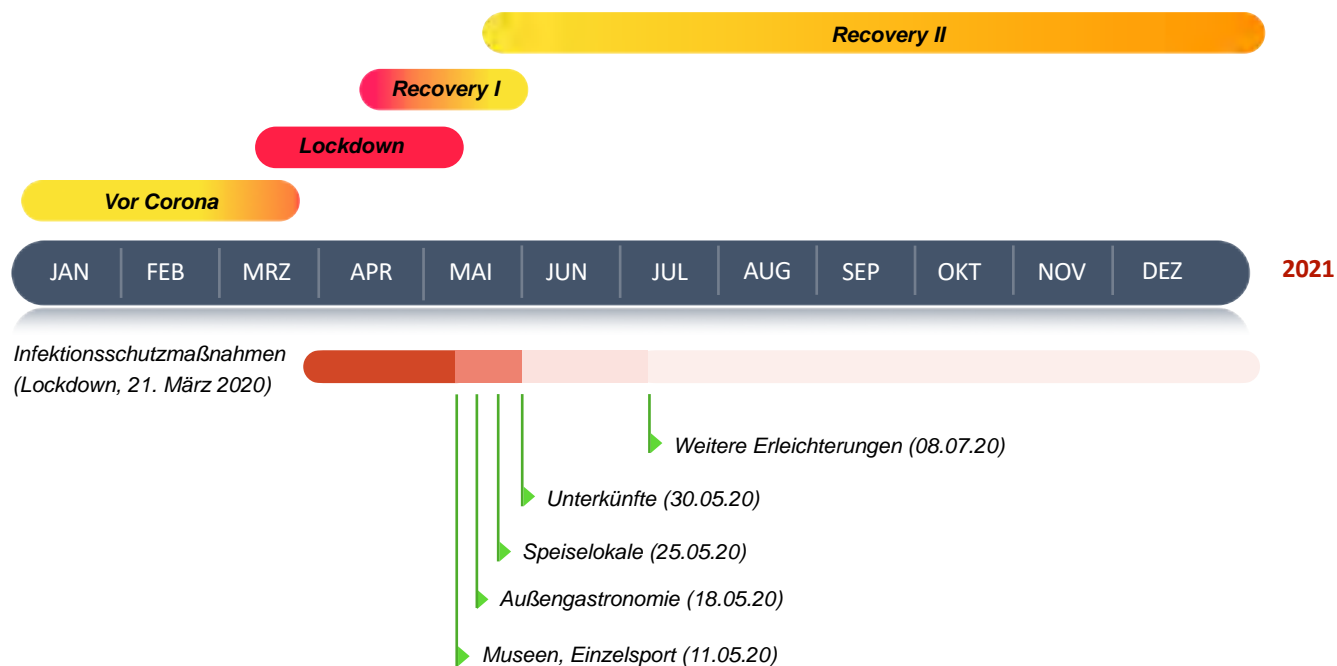 Recovery II
Recovery I
Lockdown
Vor Corona
JAN FEB MRZ APR MAI JUN JUL AUG SEP OKT NOV DEZ 2021
Infektionsschutzmaßnahmen
(Lockdown, 21. März 2020)
Weitere Erleichterungen (08.07.20)
Unterkünfte (30.05.20)
Speiselokale (25.05.20)
Außengastronomie (18.05.20)
Museen, Einzelsport (11.05.20)